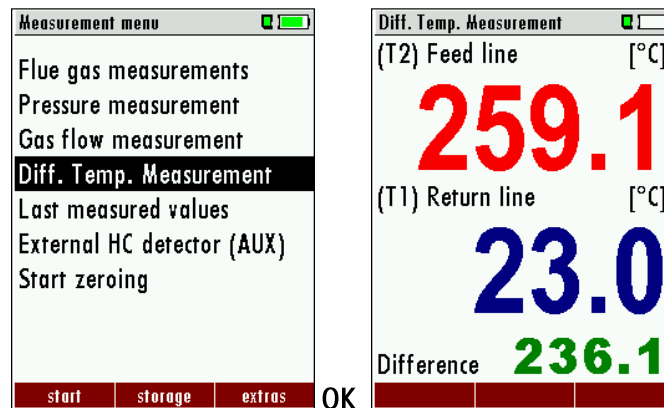 Measurement menu
Flue gas measurements
Pressure measurement
Gas flow measurement
Diff. Temp. Measurement
Last measured values
External HC detector (AUX)
Start zeroing
start storage extras
OK
Diff. Temp. Measurement
(T2) Feed line [°C]
259.1
(T1) Return line [°C]
23.0
Difference 236.1